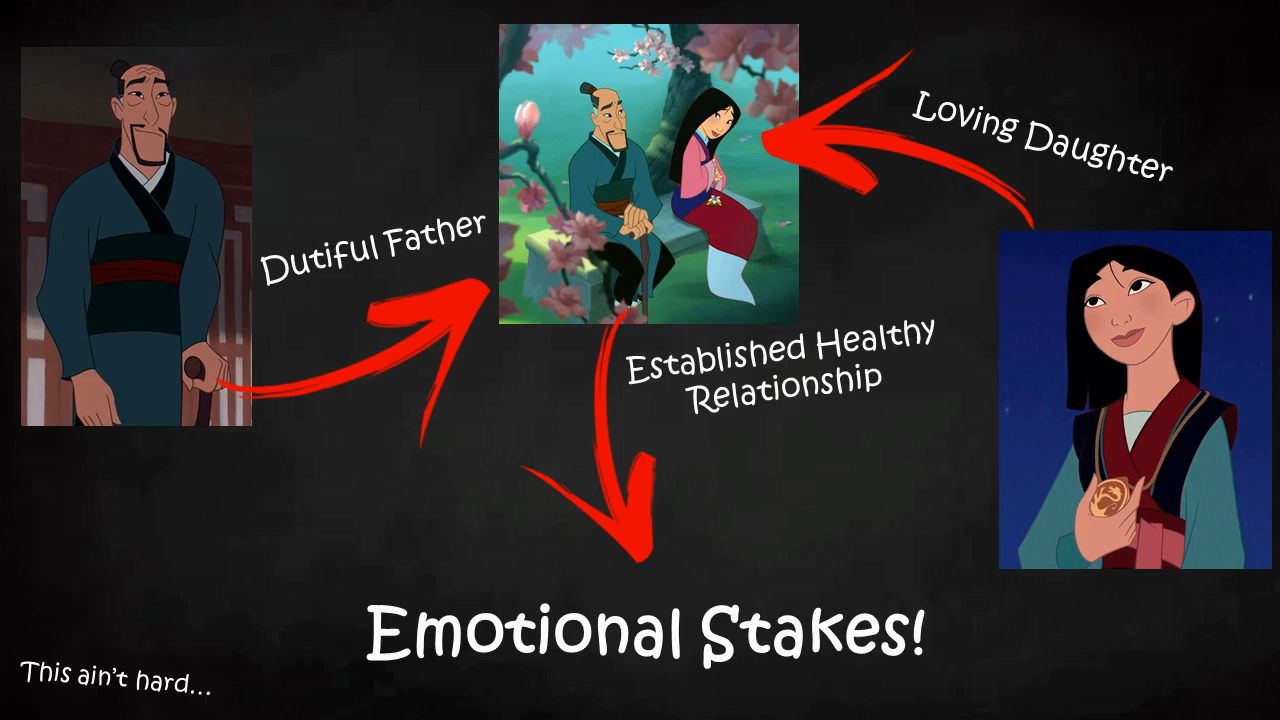 Loving Daughter
Dutiful Father
Established Healthy
Relationship
Emotional Stakes!
This ain't hard...